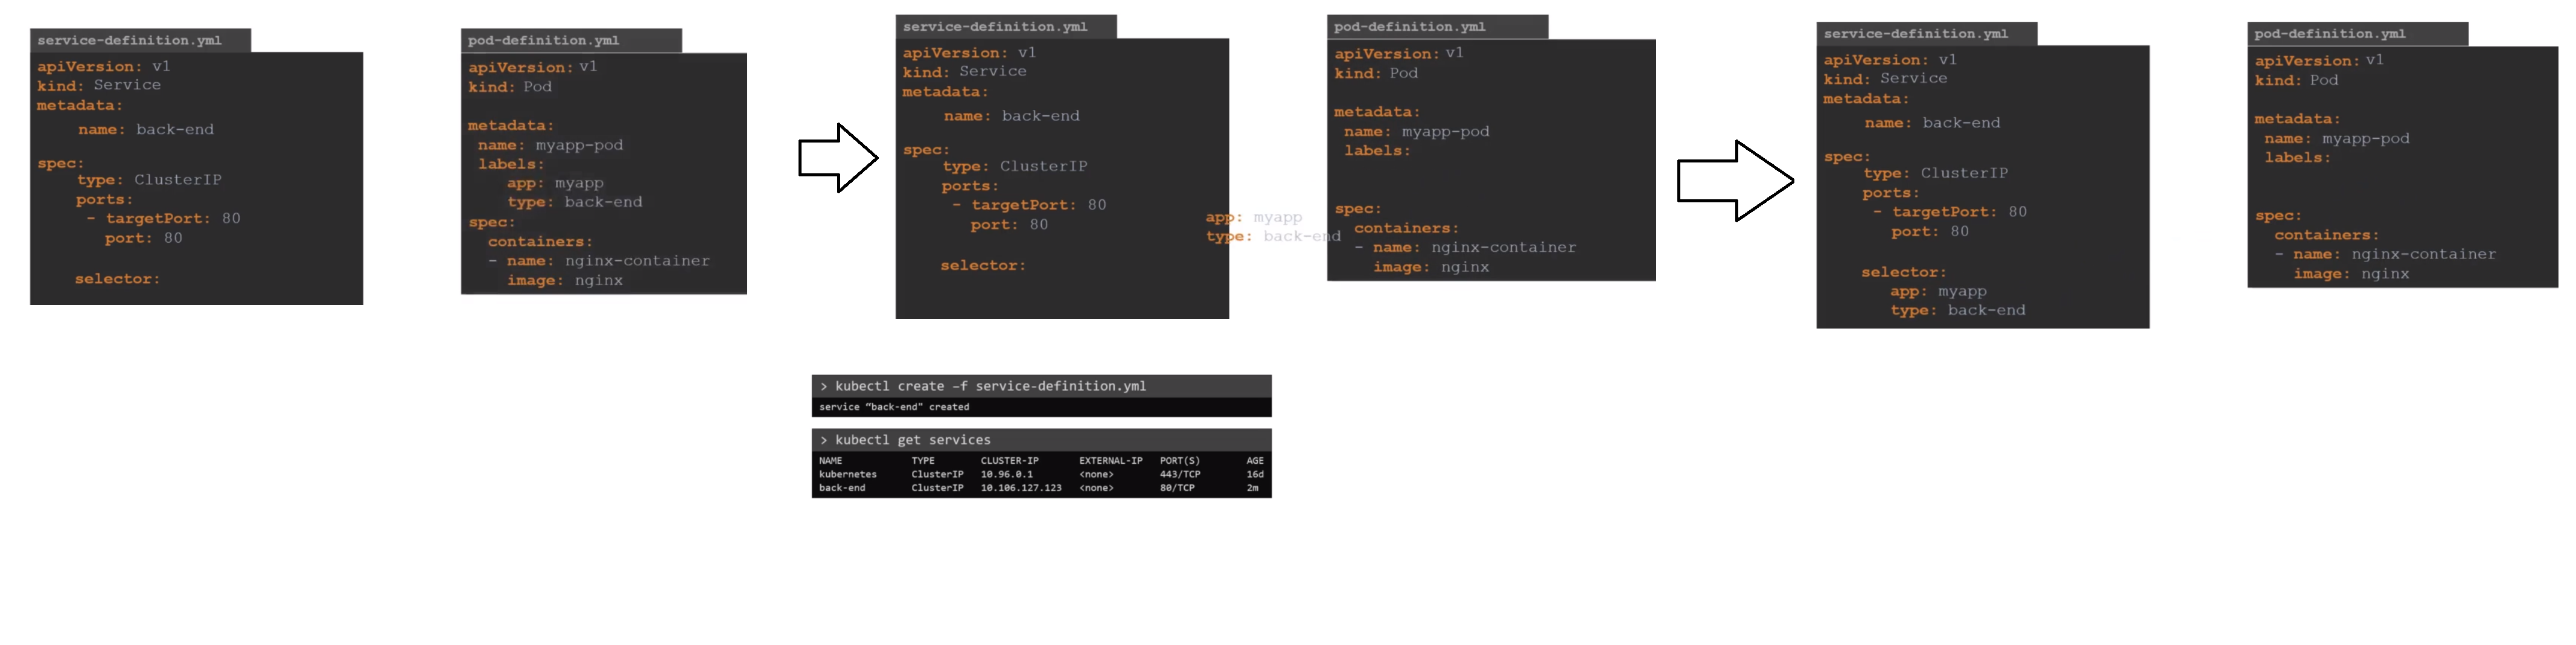 service-definition.yml
apiVersion: v1
kind: Service
metadata:
name: back-end
spec:
type: ClusterIP
ports:
- targetPort: 80
port: 80
selector:
pod-definition.yml
apiVersion: v1
kind: Pod
metadata:
name: myapp-pod
labels:
app: myapp
type: back-end
spec:
containers:
- name: nginx-container
image: nginx
service-definition.yml
apiVersion: v1
kind: Service
metadata:
name: back-end
spec:
type: ClusterIP
ports:
- targetPort: 80
port: 80
selector:
app: myapp
type: back-end
pod-definition.yml
apiVersion: v1
kind: Pod
metadata:
name: myapp-pod
labels:
spec:
containers:
- name: nginx-container
image: nginx
service-definition.yml
apiVersion: v1
kind: Service
metadata:
name: back-end
spec:
type: ClusterIP
ports:
- targetPort: 80
port: 80
selector:
app: myapp
type: back-end
pod-definition.yml
apiVersion: v1
kind: Pod
metadata:
name: myapp-pod
labels:
spec:
containers:
- name: nginx-container
image: nginx
> kubectl create –f service-definition.yml
service “back-end” created
> kubectl get services
NAME TYPE CLUSTER-IP EXTERNAL-IP PORT(S) AGE
kubernetes ClusterIP 10.96.0.1 <none> 443/TCP 16d
back-end ClusterIP 10.106.127.123 <none> 80/TCP 2m